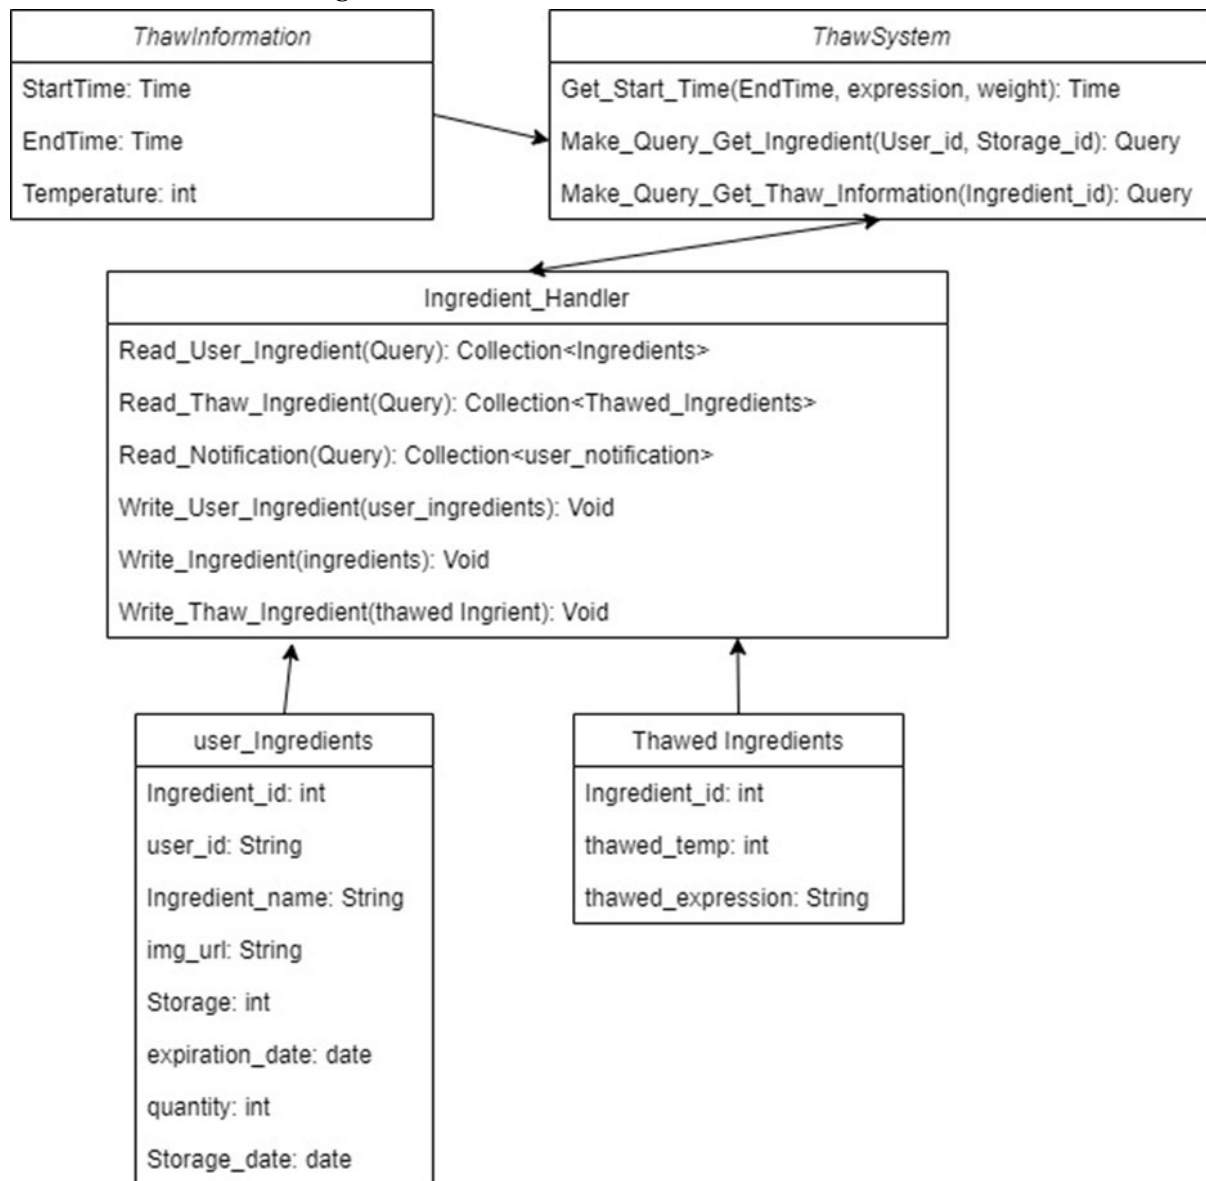 ThawInformation
StartTime: Time
EndTime: Time
Temperature: int
ThawSystem
Get_Start_Time(EndTime, expression, weight): Time
Make_Query_Get_Ingredient(User_id, Storage_id): Query
Make_Query_Get_Thaw_Information(Ingredient_id): Query
Ingredient_Handler
Read_User_Ingredient(Query): Collection<Ingredients>
Read_Thaw_Ingredient(Query): Collection<Thawed_Ingredients>
Read_Notification(Query): Collection<user_notification>
Write_User_Ingredient(user_ingredients): Void
Write_Ingredient(ingredients): Void
Write_Thaw_Ingredient(thawed Ingrient): Void
user_Ingredients
Ingredient_id: int
user_id: String
Ingredient_name: String
img_url: String
Storage: int
expiration_date: date
quantity: int
Storage_date: date
Thawed Ingredients
Ingredient_id: int
thawed_temp: int
thawed_expression: String